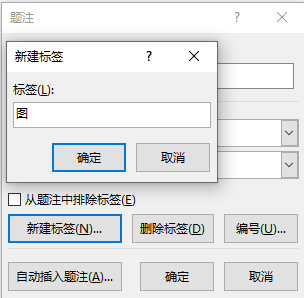 题注
?
×
新建标签
?
×
标签(L):
图
确定
取消
从题注中排除标签(E)
新建标签(N)...
删除标签(D)
编号(U)...
自动插入题注(A)...
确定
取消